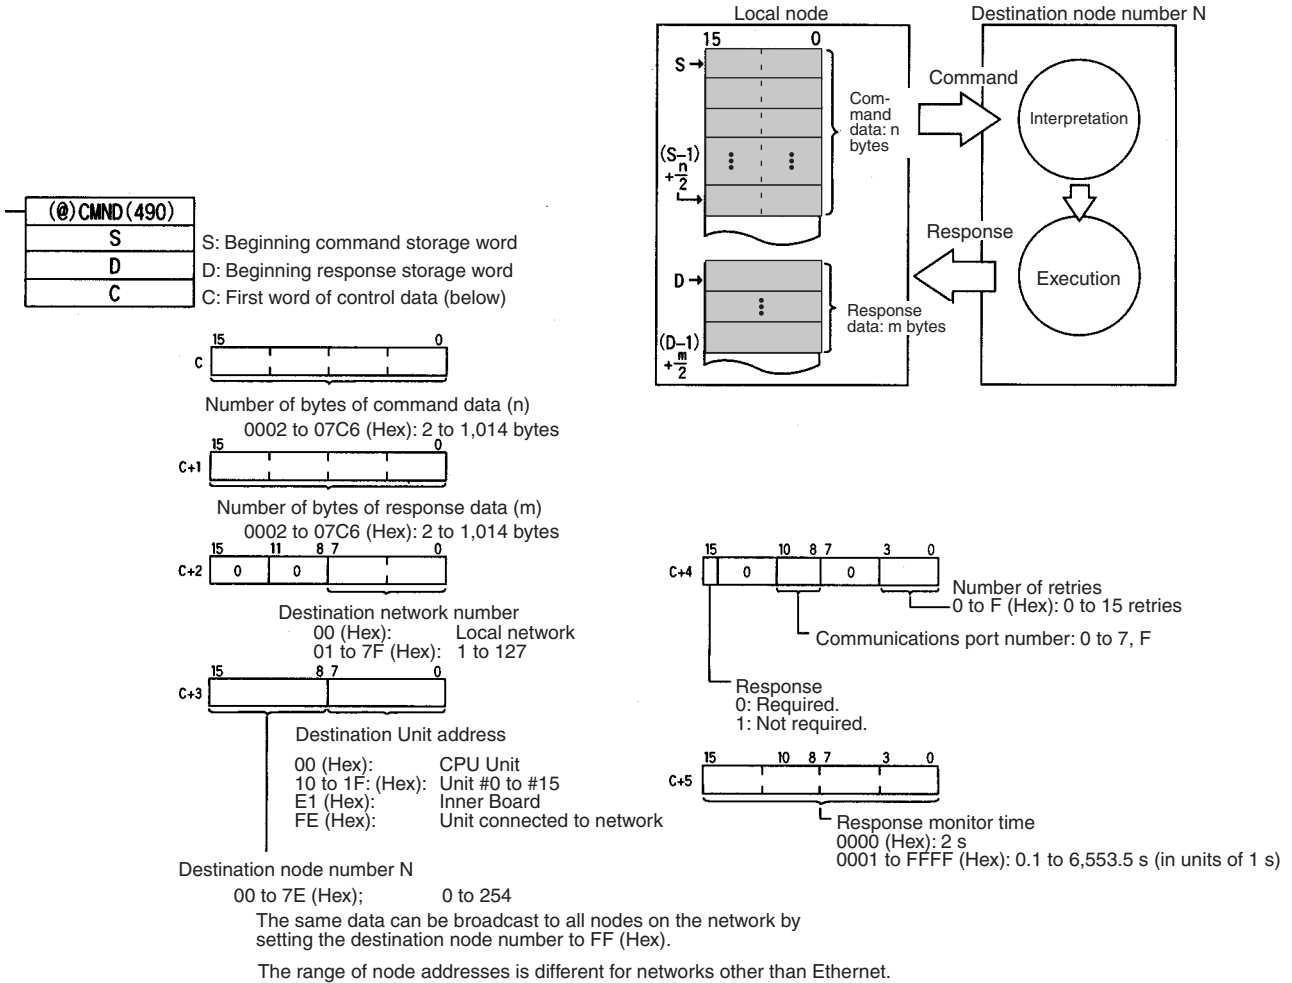 Local node
Destination node number N
15 0
S
Command
Com-
mand
data: n
bytes
Interpretation
(S–1)
+n/2
(@)CMND(490)
S
D
C
S: Beginning command storage word
D: Beginning response storage word
C: First word of control data (below)
Response
Execution
D
Response
data: m bytes
(D–1)
+m/2
15 0
C
Number of bytes of command data (n)
0002 to 07C6 (Hex): 2 to 1,014 bytes
15 0
C+1
Number of bytes of response data (m)
0002 to 07C6 (Hex): 2 to 1,014 bytes
15 11 8 7 0
C+2 0 0
Destination network number
00 (Hex): Local network
01 to 7F (Hex): 1 to 127
15 8 7 0
C+3
Destination Unit address
00 (Hex): CPU Unit
10 to 1F: (Hex): Unit #0 to #15
E1 (Hex): Inner Board
FE (Hex): Unit connected to network
Destination node number N
00 to 7E (Hex); 0 to 254
The same data can be broadcast to all nodes on the network by
setting the destination node number to FF (Hex).
The range of node addresses is different for networks other than Ethernet.
15 10 8 7 3 0
C+4 0 0
Number of retries
0 to F (Hex): 0 to 15 retries
Communications port number: 0 to 7, F
Response
0: Required.
1: Not required.
15 10 8 7 3 0
C+5
Response monitor time
0000 (Hex): 2 s
0001 to FFFF (Hex): 0.1 to 6,553.5 s (in units of 1 s)